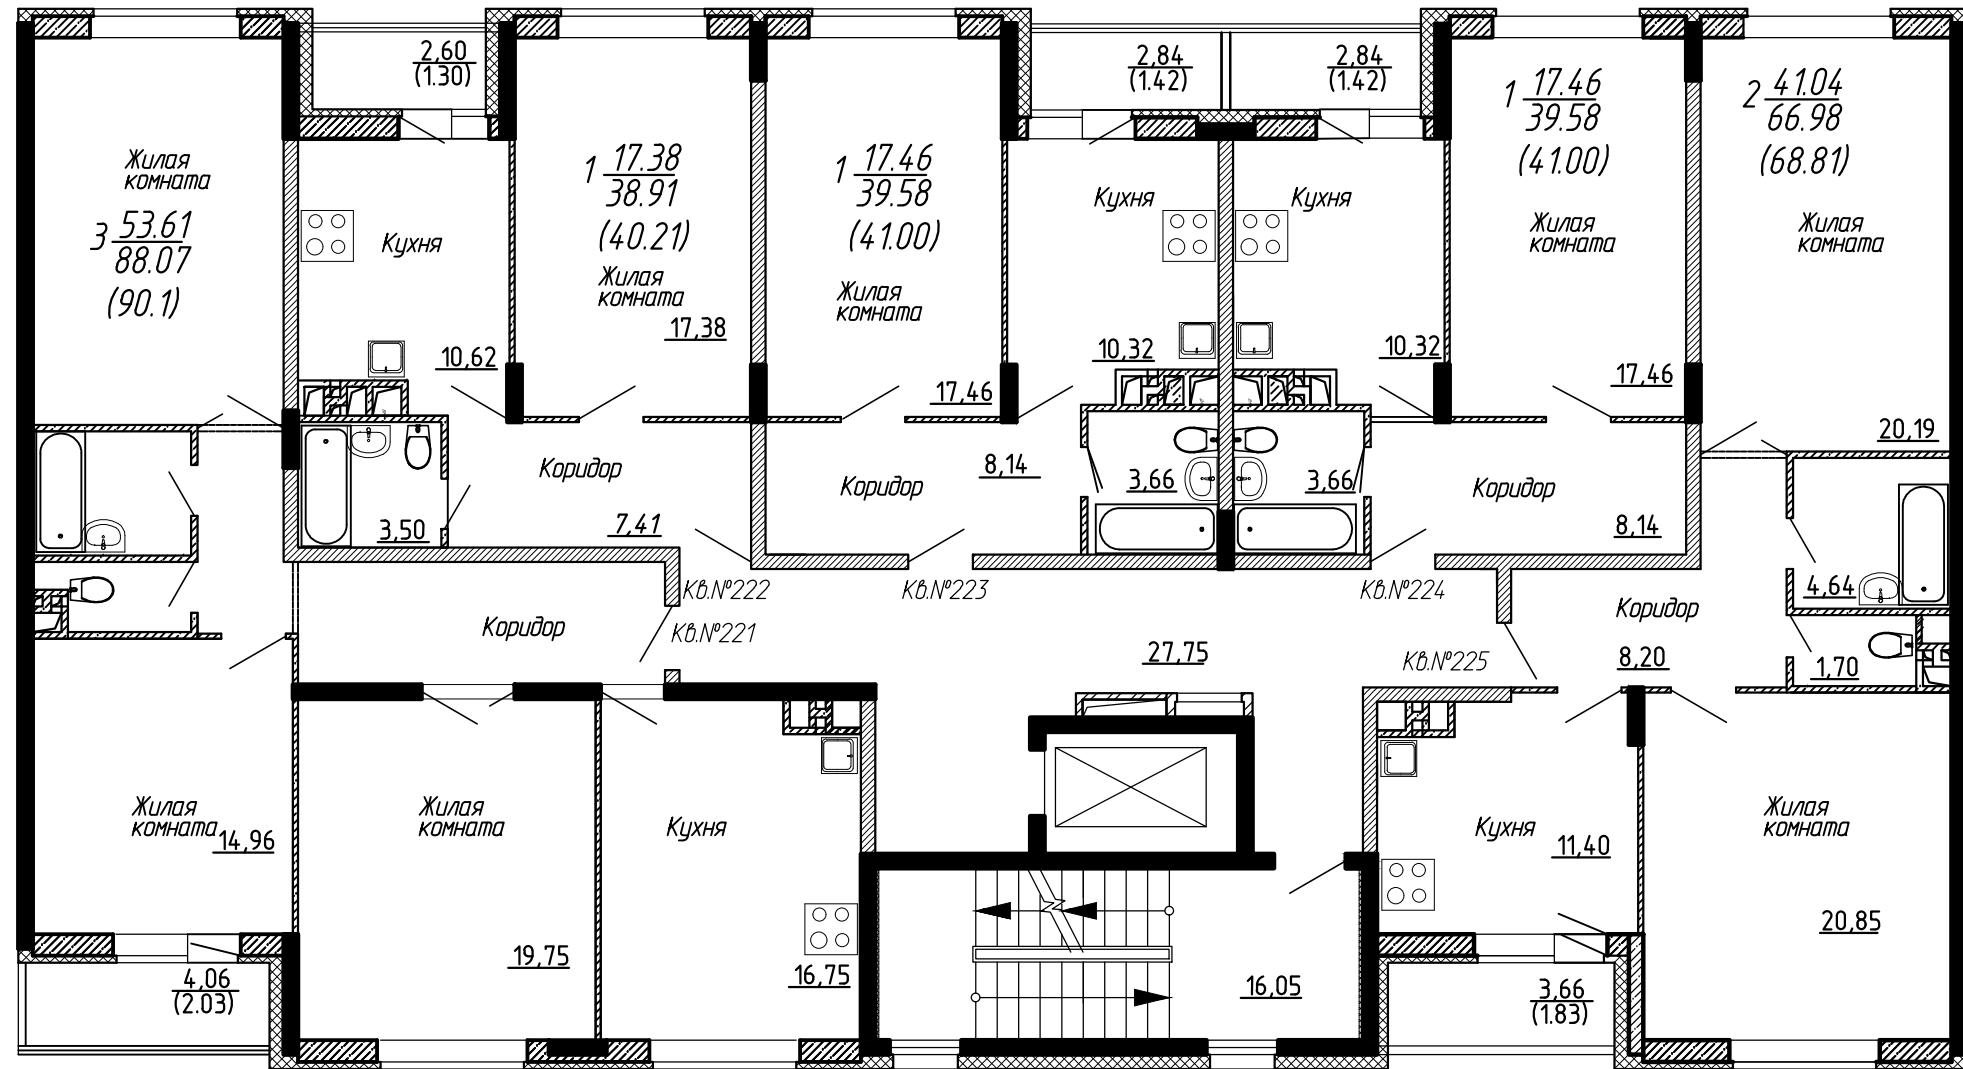 2,60
(1.30)
2,84
(1.42)
2,84
(1.42)
Жилая
комната
3 53.61
88.07
(90.1)
Кухня
10,62
1 17.38
38.91
(40.21)
Жилая
комната
17,38
1 17.46
39.58
(41.00)
Жилая
комната
17,46
Кухня
10,32
Кухня
10,32
1 17.46
39.58
(41.00)
Жилая
комната
17,46
2 41.04
66.98
(68.81)
Жилая
комната
20,19
3,50
Коридор
7,41
Коридор
8,14
3,66
3,66
Коридор
8,14
4,64
Кв.№222
Кв.№223
Кв.№224
Коридор
Кв.№221
27,75
Кв.№225
Коридор
8,20
1,70
Жилая
комната
14,96
Жилая
комната
19,75
Кухня
16,75
16,05
Кухня
11,40
Жилая
комната
20,85
4,06
(2.03)
3,66
(1.83)